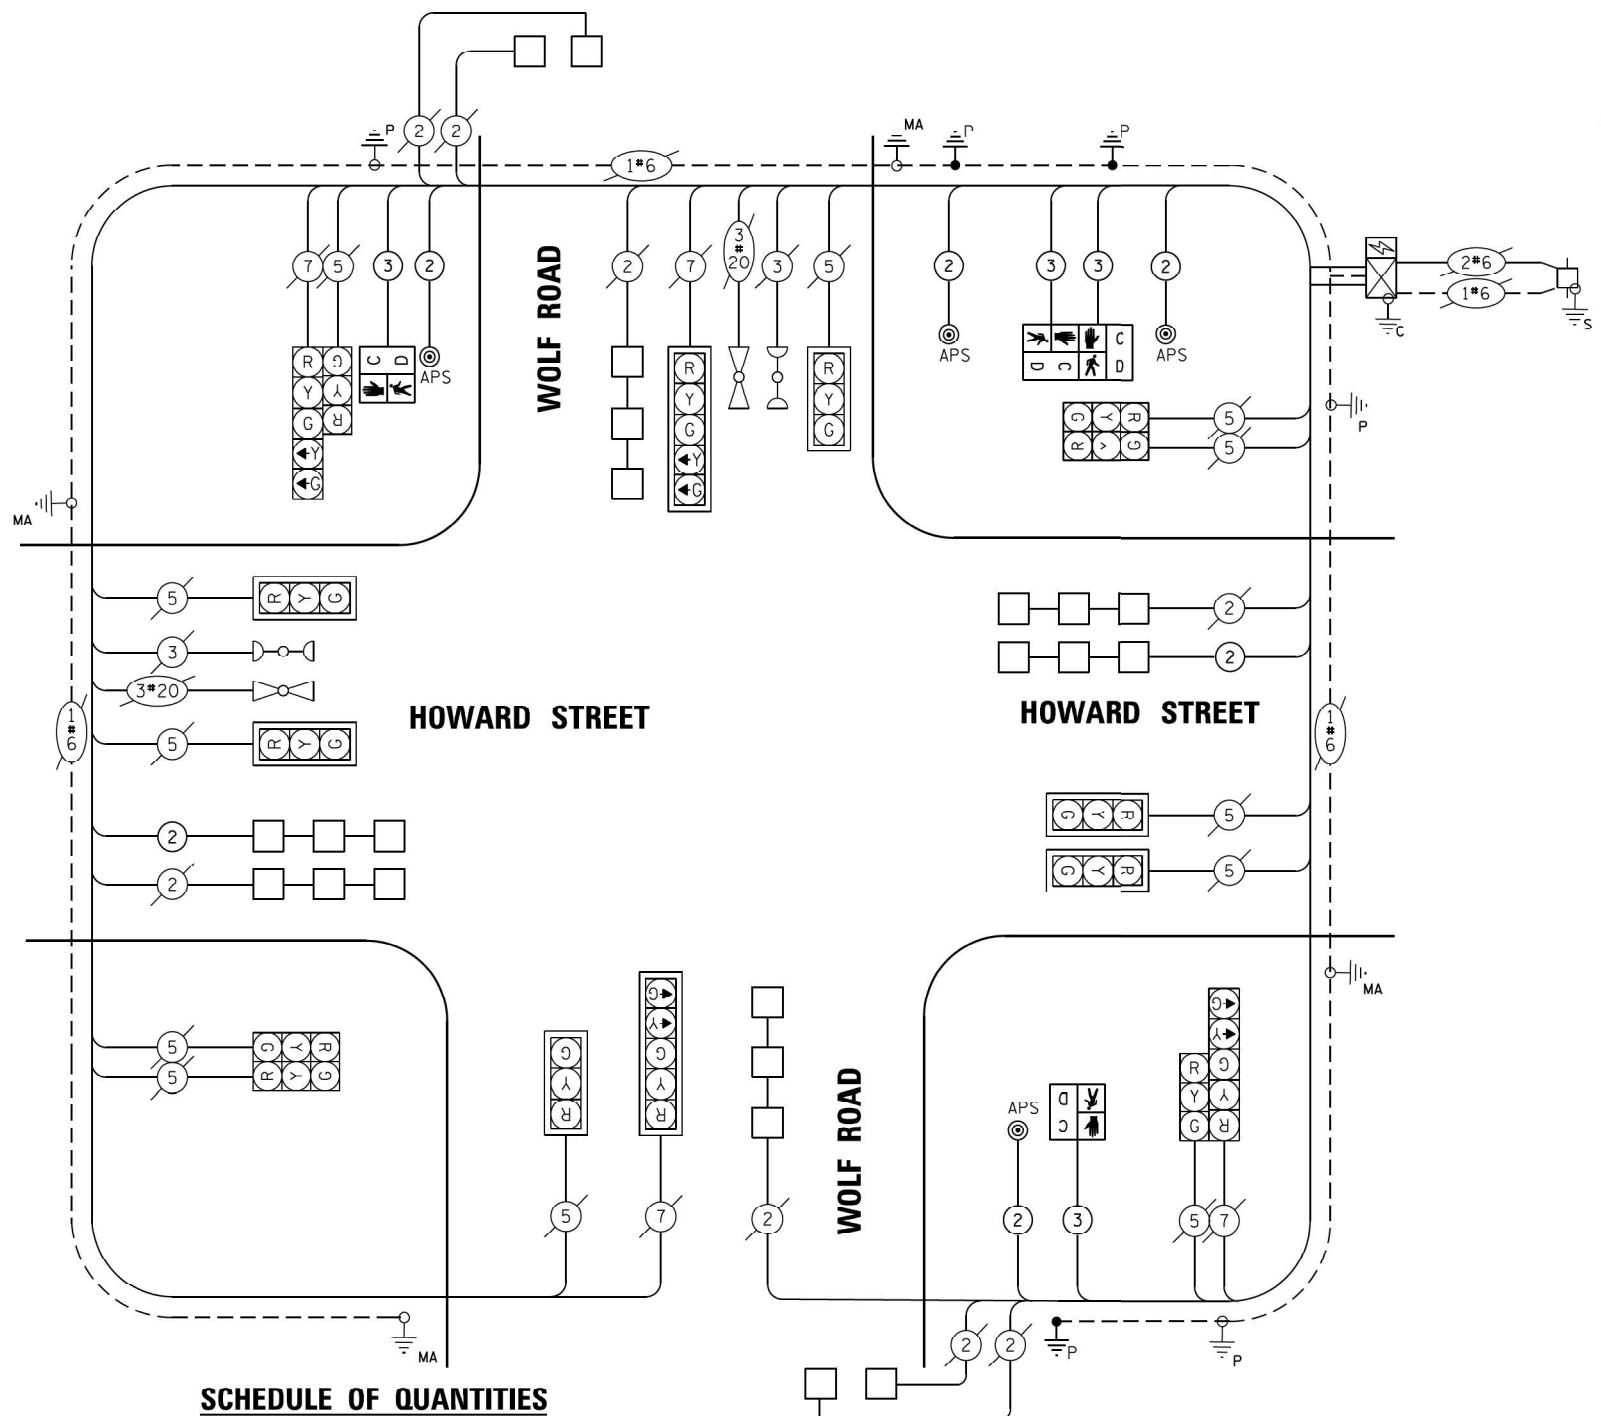 2 2
P
1#6
MA
P
P
7 5 3 2
2 7 3#20 3 5
2 3 3 2
2#6
1#6
S
C
WOLF ROAD
R G
Y Y
G R
Y
G
C D
APS
R
Y
G
Y
G
R
Y
G
APS
C
D C D
APS
G Y R
R Y G
5
5
P
MA
5 R Y G
3
3#20
5 R Y G
2
2
1#6
HOWARD STREET
2
2
HOWARD STREET
1#6
G Y R 5
G Y R 5
MA
5 G Y R
5 R Y G
G
Y
R
G
Y
G
Y
R
5 7 2
WOLF ROAD
APS
D
C
G
Y
R G
Y Y
G R
2 3 5 7
MA
2 2
P
P
SCHEDULE OF QUANTITIES